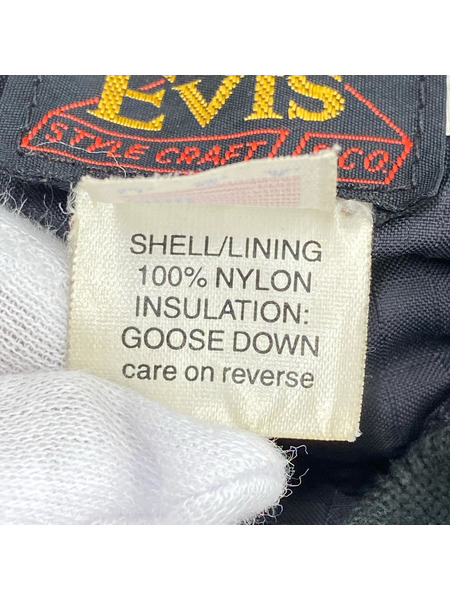 EVIS
STYLE CRAFT & CO.
SHELL/LINING
100% NYLON
INSULATION:
GOOSE DOWN
care on reverse